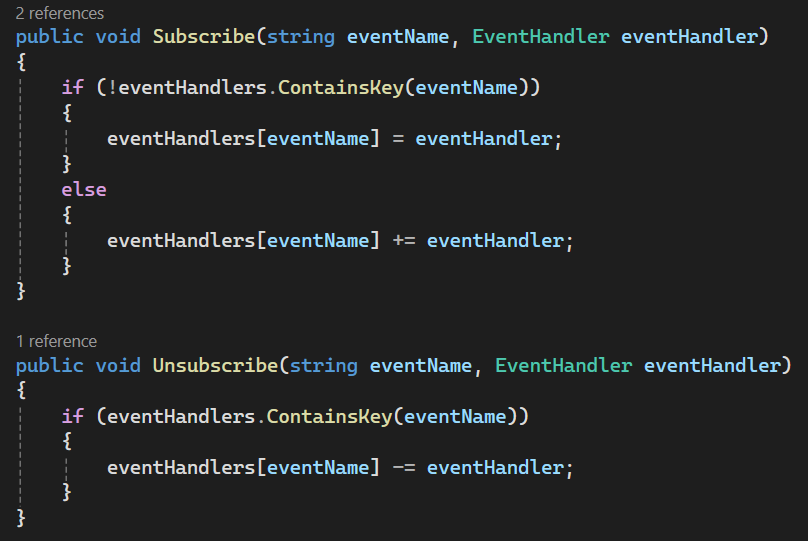 2 references
public void Subscribe(string eventName, EventHandler eventHandler)
{
if (!eventHandlers.ContainsKey(eventName))
{
eventHandlers[eventName] = eventHandler;
}
else
{
eventHandlers[eventName] += eventHandler;
}
}
1 reference
public void Unsubscribe(string eventName, EventHandler eventHandler)
{
if (eventHandlers.ContainsKey(eventName))
{
eventHandlers[eventName] -= eventHandler;
}
}